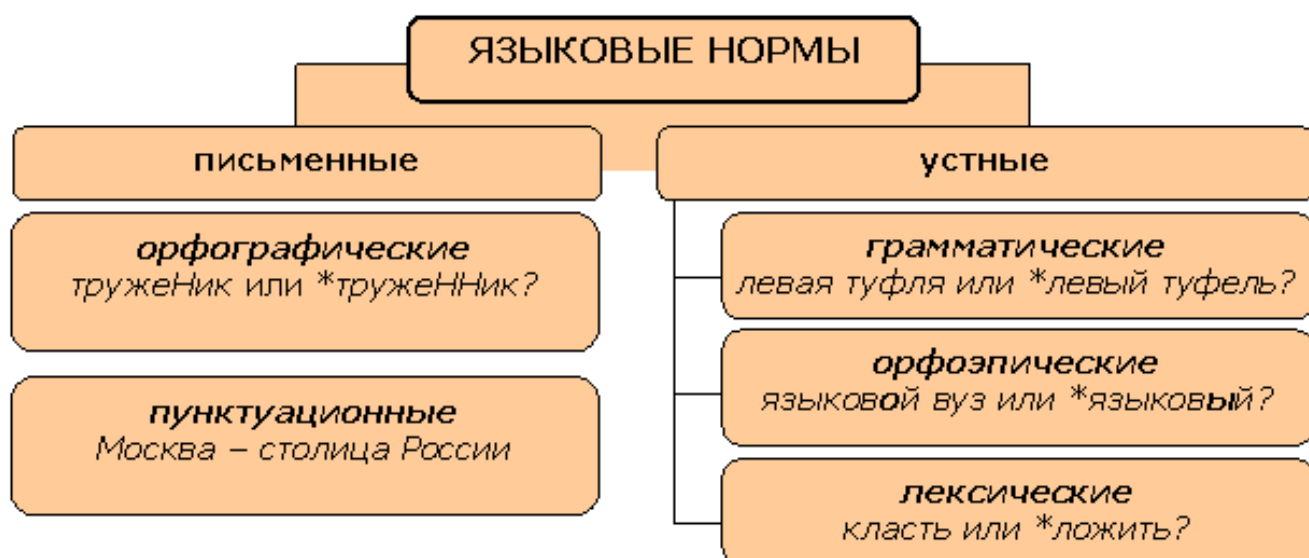 ЯЗЫКОВЫЕ НОРМЫ
письменные
орфографические
тружеНик или *тружеННик?
пунктуационные
Москва – столица России
устные
грамматические
левая туфля или *левый туфель?
орфоэпические
языковой вуз или *языковый?
лексические
класть или *ложить?